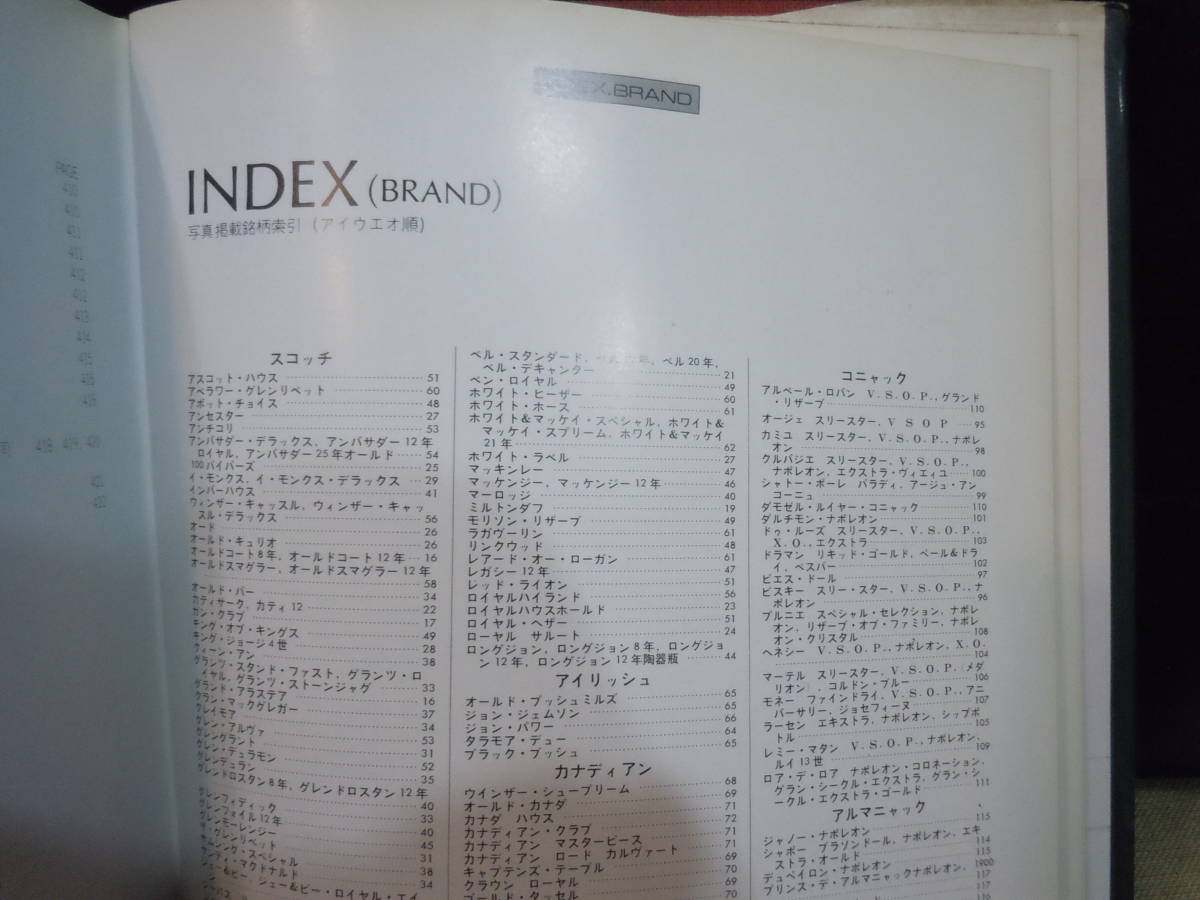 PAGE
410
411
411
412
412
413
414
415
418 419 420
INDEX.BRAND
INDEX (BRAND)
写真掲載銘柄索引 (アイウエオ順)
スコッチ
アスコット・ハウス 51
アベラワー・グレンリベット 60
アボット・チョイス 48
アンセスター 27
アンチコリ 53
アンバサダー・デラックス、アンバサダー 12年
ロイヤル、アンバサダー 25年オールド 54
100パイパーズ 25
イ・モンクス、イ・モンクス・デラックス 29
インバーハウス 41
ウィンザー・キャッスル、ウィンザー・キャッ
スル・デラックス 56
オード 26
オールド・キュリオ 26
オールドコート8年、オールドコート12年 16
オールドスマグラー、オールドスマグラー 12年
58
オールド・パー 34
カティサーク、カティ 12 22
ガン・クラブ 17
キング・オブ・キングス 49
キング・ジョージ4世 28
クィーン・アン 38
グランツ・スタンド・ファスト、グランツ・ロ
イヤル、グランツ・ストーンジャグ 33
グランド・アラステア 16
クラン・マックグレガー 37
クレイモア 34
グレン・アルヴァ 53
グレングラント 31
グレン・デュラモン 52
グレンデュラン 35
グレンドロスタン8年、グレンドロスタン 12年
グレンフィディック 40
グレンフォイル12年 33
グレンモーレンジー 40
ザ・グレンリベット 45
31
38
34
ベル・スタンダード、 年、ベル 20年、
ベル・デキャンター 21
ベン・ロイヤル 49
ホワイト・ヒーザー 60
ホワイト・ホース 61
ホワイト&マッケイ・スペシャル、ホワイト&
マッケイ・スプリーム、ホワイト&マッケイ
21年 62
ホワイト・ラベル 27
マッキンレー 47
マッケンジー、マッケンジー 12年 46
マーロッジ 40
ミルトンダフ 19
モリソン・リザーブ 49
ラガヴーリン 61
リンクウッド 48
レアード・オー・ローガン 61
レガシー 12年 47
レッド・ライオン 51
ロイヤルハイランド 56
ロイヤルハウスホールド 23
ロイヤル・ヘザー 51
ローヤル サルート 24
ロングジョン、ロングジョン 8年、ロングジョ
ン 12年、ロングジョン 12年陶器瓶 44
アイリッシュ
オールド・ブッシュミルズ 65
ジョン・ジェムソン 65
ジョン・パワー 66
タラモア・デュー 64
ブラック・ブッシュ 65
カナディアン
ウインザー・シュープリーム 68
オールド・カナダ 69
カナダ ハウス 71
カナディアン・クラブ 72
カナディアン マスターピース 71
カナディアン ロード カルヴァート 71
キャプテンズ・テーブル 69
クラウン ローヤル 70
ゴールド・タッセル 69
70
コニャック
アルベール・ロバン V.S.O.P.,グランド
・リザーブ 110
オージェ スリースター、V S O P 95
カミユ スリースター、V.S.O.P.,ナポレ
オン 98
クルバジエ スリースター、V.S.O.P.,
ナポレオン、エクストラ・ヴィエィユ 100
シャトー・ポーレ パラディ、アージュ・アン
コーニュ 99
ダモゼル・ルイヤー・コニャック 110
ダルチモン・ナポレオン 101
ドゥ・ルーズ スリースター、V.S.O.P.,
X.O.,エクストラ 103
ドラマン リキッド・ゴールド、ペール&ドラ
イ、ベスパー 102
ピエス・ドール 97
ビスキー スリー・スター、V.S.O.P.,ナ
ポレオン 96
ブルニエ スペシャル・セレクション、ナポレ
オン、リザーブ・オブ・ファミリー、ナポレ
オン・クリスタル 108
ヘネシー V.S.O.P.,ナポレオン、X.O.
104
マーテル スリースター、V.S.O.P.(メダ
リオン)、コルドン・ブルー 106
モネー ファインドライ、V.S.O.P.,アニ
バーサリー、ジョセフィーヌ 107
ラーセン エキストラ、ナポレオン、シップボ
トル 105
レミー・マタン V.S.O.P.,ナポレオン、
ルイ 13世 109
ロア・デ・ロア ナポレオン・コロネーション、
グラン・シークル・エクストラ、グラン・シ
ークル・エクストラ・ゴールド 111
アルマニャック
ジャノー・ナポレオン 115
シャボー ブラゾンドール、ナポレオン、エキ
ストラ・オールド 114
デュペイロン・ナポレオン 115
プリンス・デ・アルマニャックナポレオン、1900
117